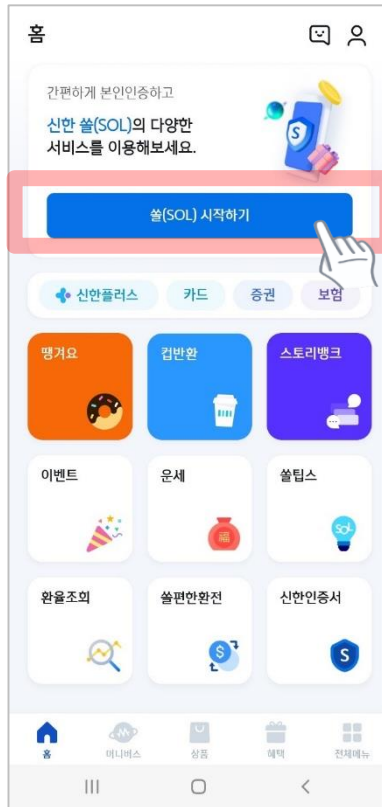 홈
간편하게 본인인증하고
신한 쏠(SOL)의 다양한
서비스를 이용해보세요.
S
쏠(SOL) 시작하기
신한플러스
카드
증권
보험
땡겨요
컵반환
스토리뱅크
이벤트
운세
쏠팁스
福
SOL
환율조회
쏠편한환전
신한인증서
$
S
홈
머니버스
상품
혜택
전체메뉴